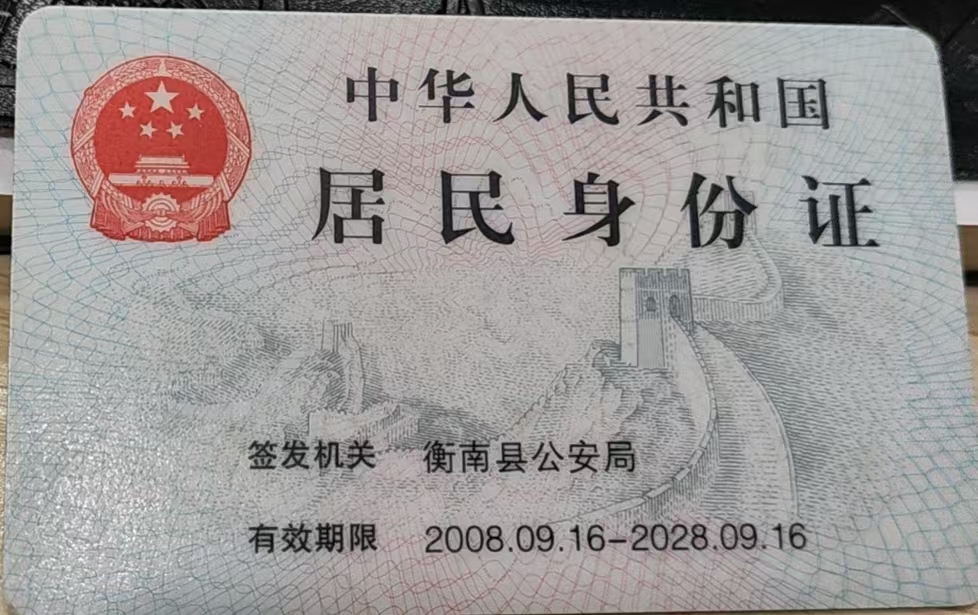 中华人民共和国
居民身份证
签发机关 衡南县公安局
有效期限 2008.09.16-2028.09.16